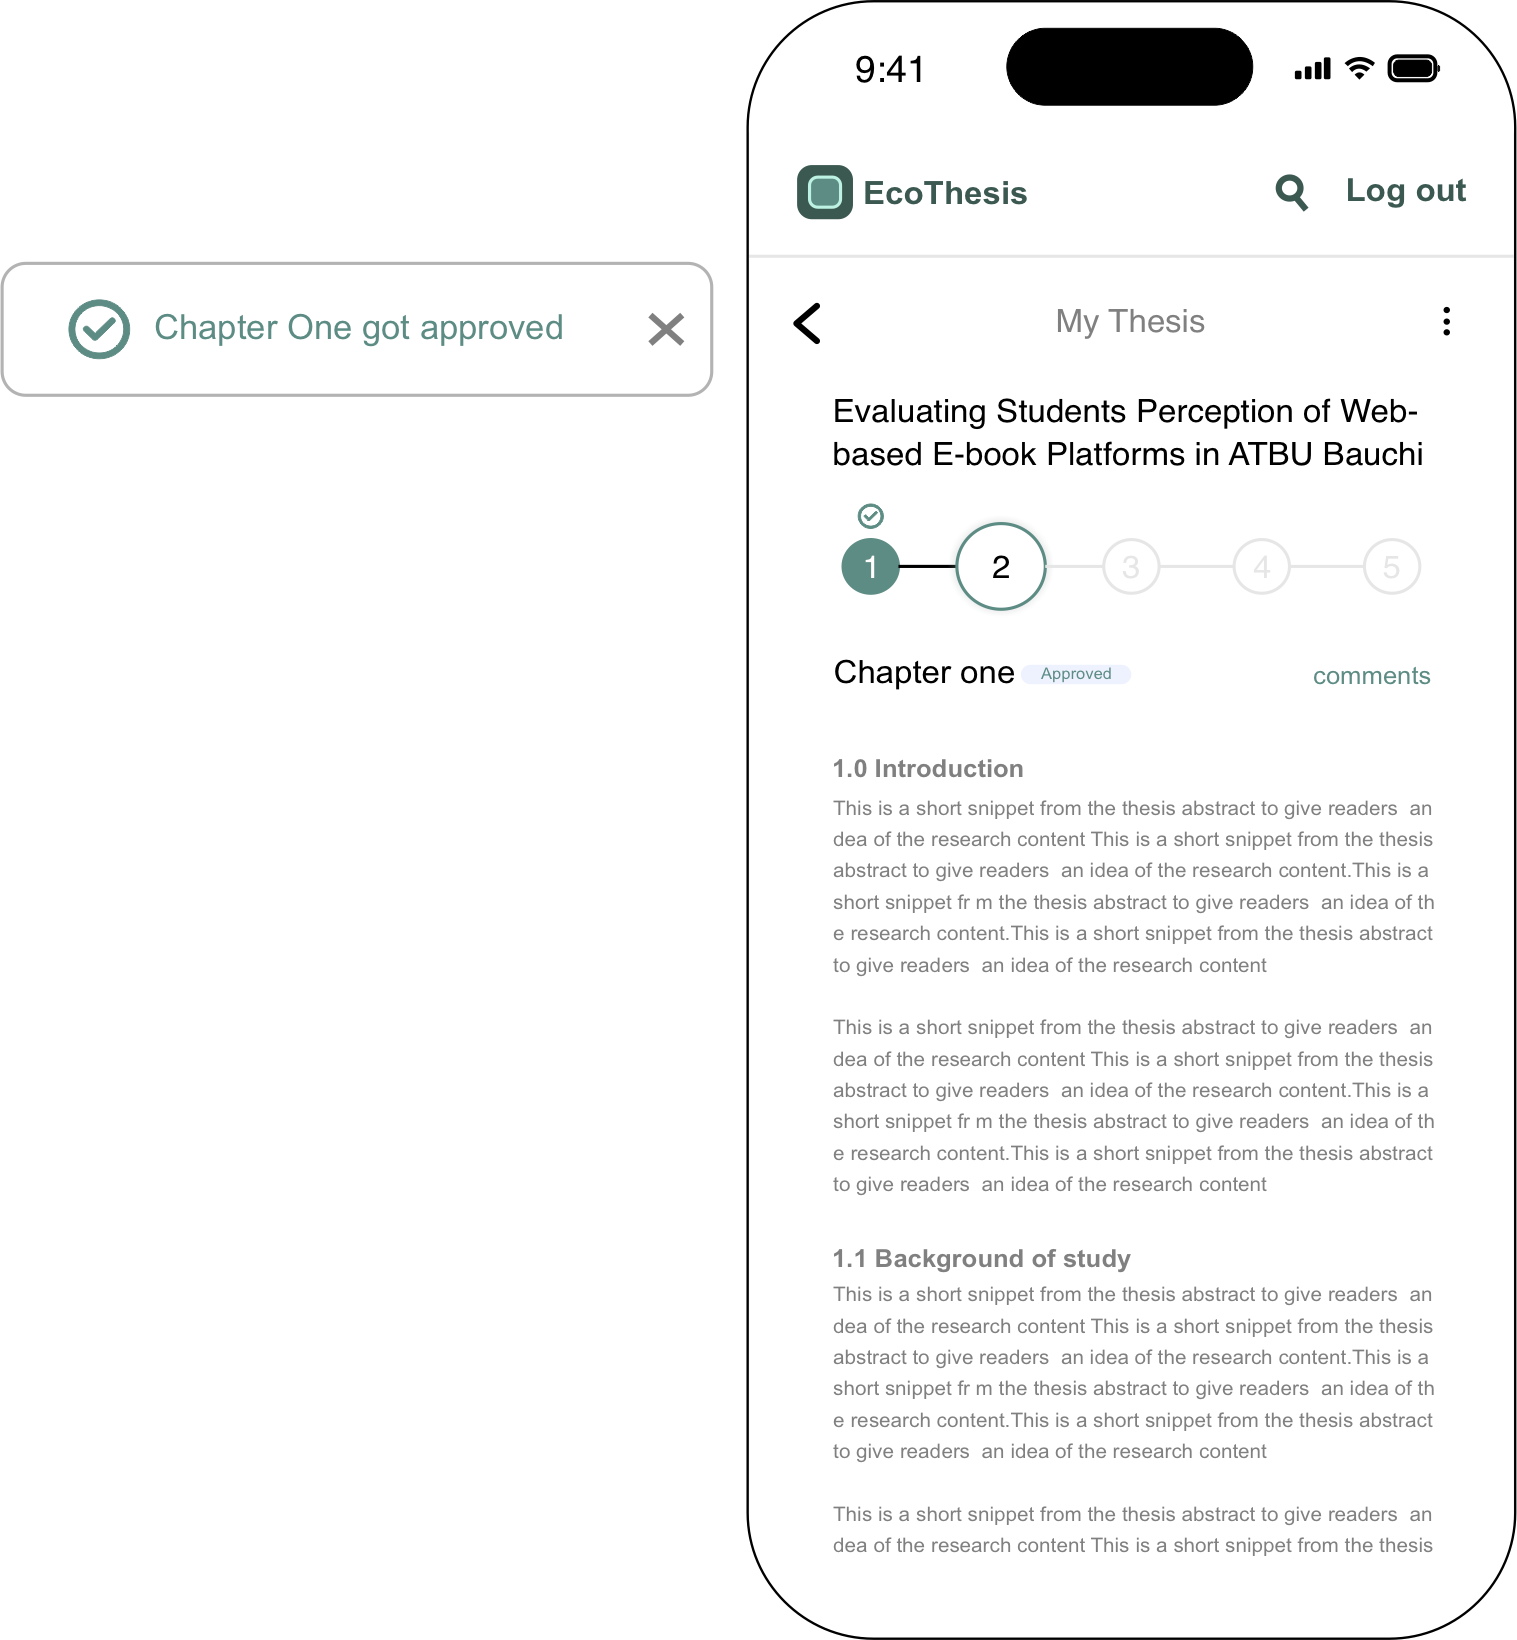 Chapter One got approved
9:41
EcoThesis
Log out
My Thesis
Evaluating Students Perception of Web-
based E-book Platforms in ATBU Bauchi
1 2 3 4 5
Chapter one Approved comments
1.0 Introduction
This is a short snippet from the thesis abstract to give readers  an
dea of the research content This is a short snippet from the thesis
abstract to give readers  an idea of the research content.This is a
short snippet fr m the thesis abstract to give readers  an idea of th
e research content.This is a short snippet from the thesis abstract
to give readers  an idea of the research content
This is a short snippet from the thesis abstract to give readers  an
dea of the research content This is a short snippet from the thesis
abstract to give readers  an idea of the research content.This is a
short snippet fr m the thesis abstract to give readers  an idea of th
e research content.This is a short snippet from the thesis abstract
to give readers  an idea of the research content
1.1 Background of study
This is a short snippet from the thesis abstract to give readers  an
dea of the research content This is a short snippet from the thesis
abstract to give readers  an idea of the research content.This is a
short snippet fr m the thesis abstract to give readers  an idea of th
e research content.This is a short snippet from the thesis abstract
to give readers  an idea of the research content
This is a short snippet from the thesis abstract to give readers  an
dea of the research content This is a short snippet from the thesis